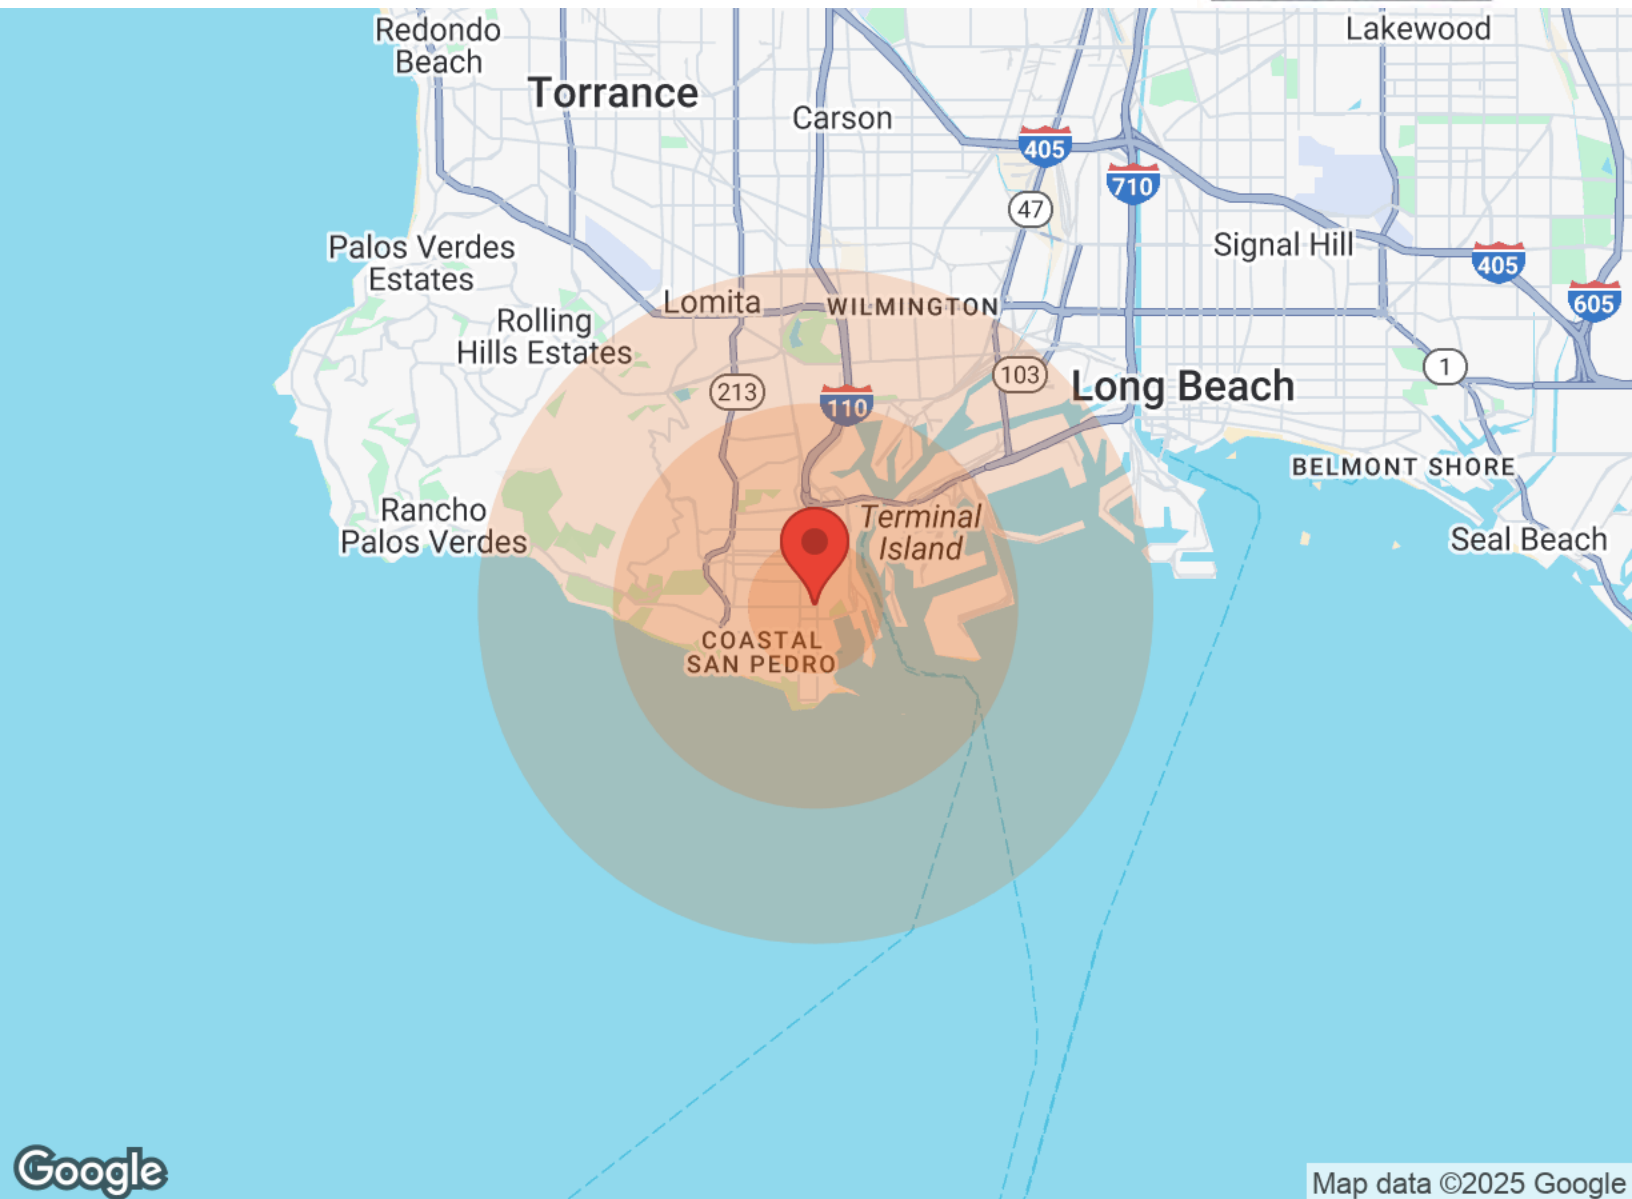 Redondo
Beach
Lakewood
Torrance
Carson
405
710
47
Palos Verdes
Estates
Signal Hill
405
605
Lomita
WILMINGTON
Rolling
Hills Estates
213
110
103
Long Beach
1
BELMONT SHORE
Rancho
Palos Verdes
Terminal
Island
Seal Beach
COASTAL
SAN PEDRO
Google
Map data ©2025 Google